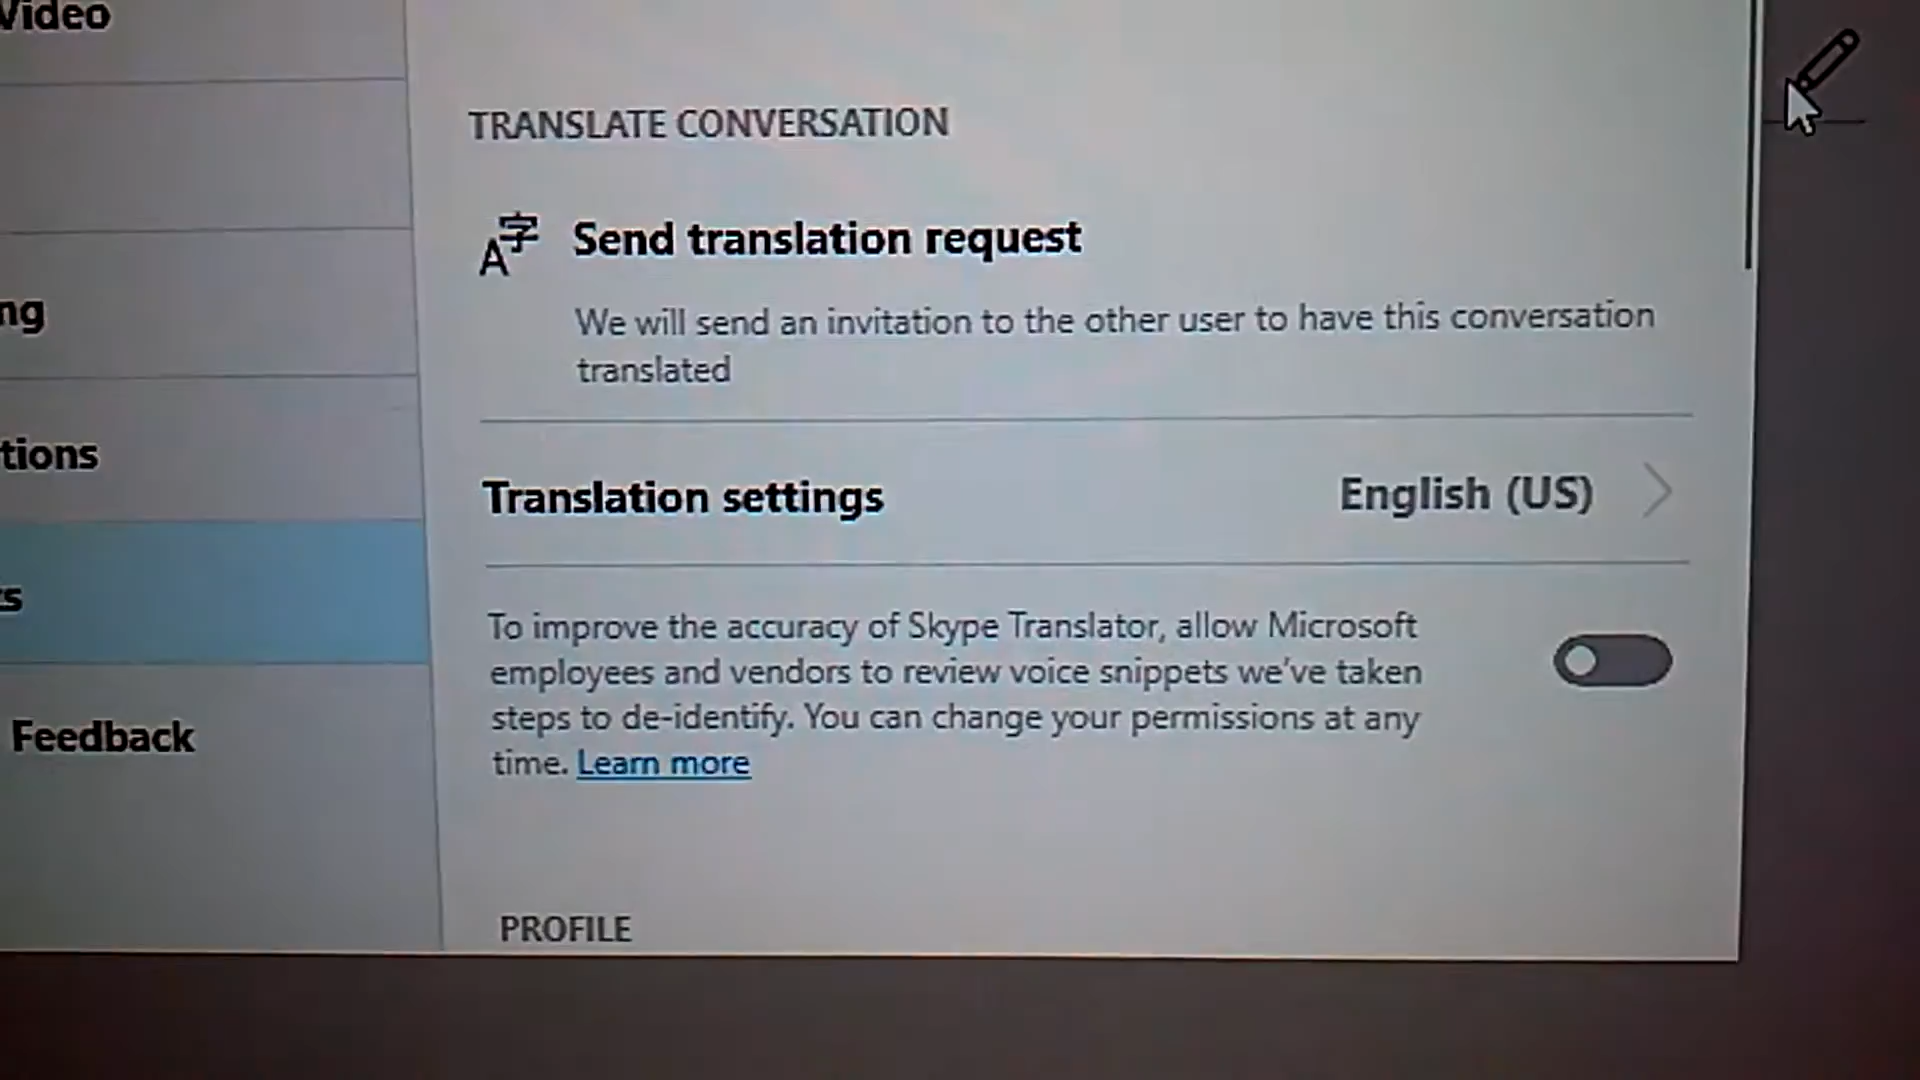 Video
TRANSLATE CONVERSATION
A字 Send translation request
We will send an invitation to the other user to have this conversation
translated
Translation settings English (US)
To improve the accuracy of Skype Translator, allow Microsoft
employees and vendors to review voice snippets we've taken
steps to de-identify. You can change your permissions at any
time. Learn more
Feedback
PROFILE